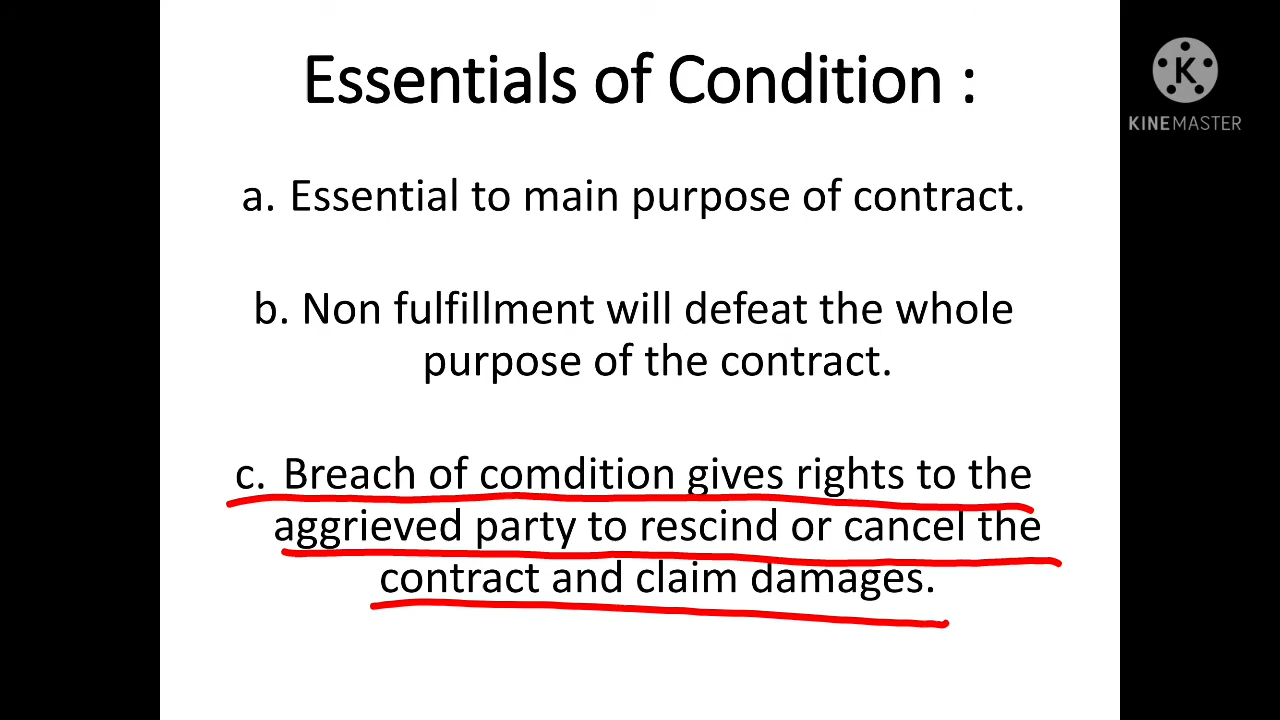 Essentials of Condition :
K
KINEMASTER
a. Essential to main purpose of contract.
b. Non fulfillment will defeat the whole
purpose of the contract.
c. Breach of comdition gives rights to the
aggrieved party to rescind or cancel the
contract and claim damages.